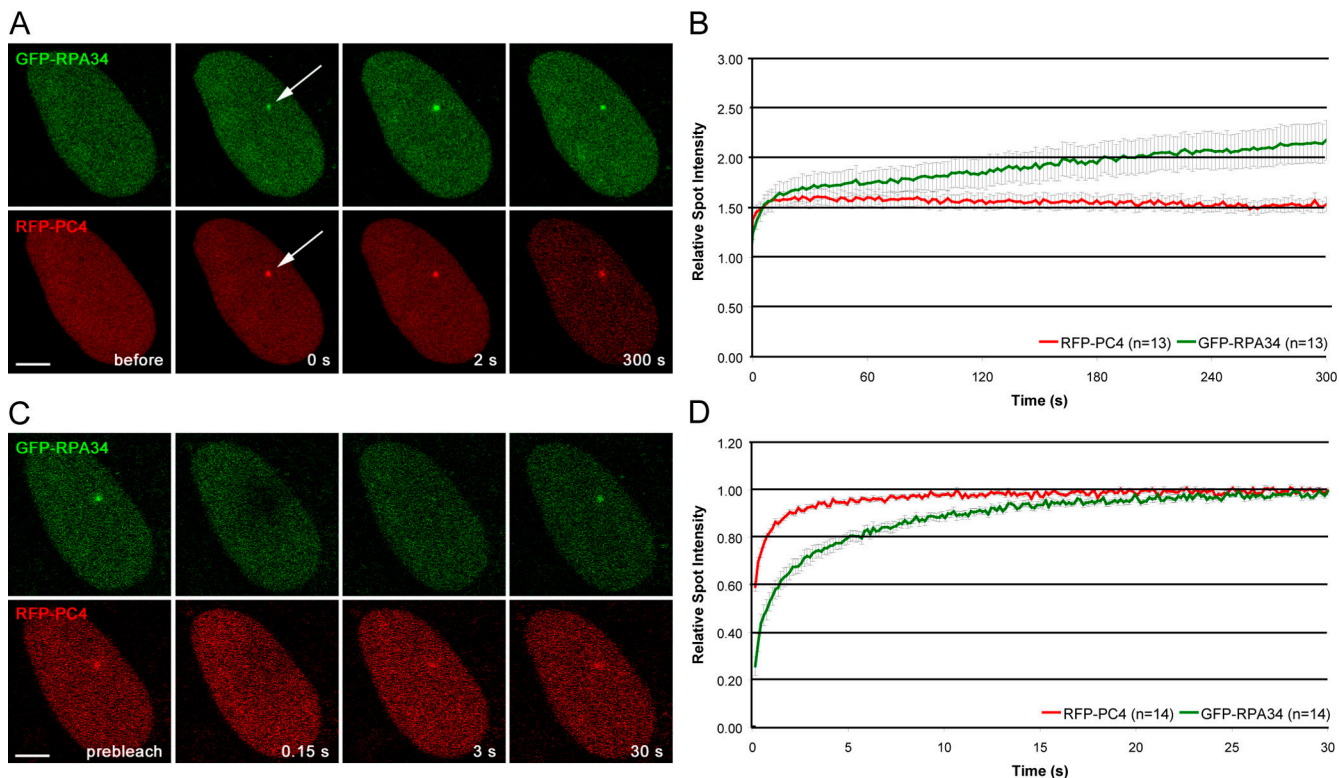 A
GFP-RPA34
RFP-PC4
before
0 s
2 s
300 s
B
3.00
2.50
2.00
1.50
1.00
0.50
0.00
Relative Spot Intensity
RFP-PC4 (n=13) GFP-RPA34 (n=13)
0 60 120 180 240 300
Time (s)
C
GFP-RPA34
RFP-PC4
prebleach
0.15 s
3 s
30 s
D
1.20
1.00
0.80
0.60
0.40
0.20
0.00
Relative Spot Intensity
RFP-PC4 (n=14) GFP-RPA34 (n=14)
0 5 10 15 20 25 30
Time (s)